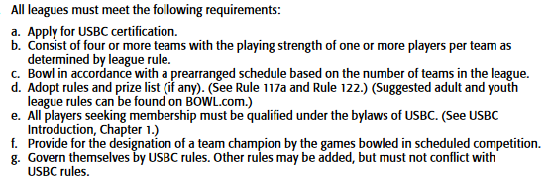 All leagues must meet the following requirements:
a. Apply for USBC certification.
b. Consist of four or more teams with the playing strength of one or more players per team as
determined by league rule.
c. Bowl in accordance with a prearranged schedule based on the number of teams in the league.
d. Adopt rules and prize list (if any). (See Rule 117a and Rule 122.) (Suggested adult and youth
league rules can be found on BOWL.com.)
e. All players seeking membership must be qualified under the bylaws of USBC. (See USBC
Introduction, Chapter 1.)
f. Provide for the designation of a team champion by the games bowled in scheduled competition.
g. Govern themselves by USBC rules. Other rules may be added, but must not conflict with
USBC rules.